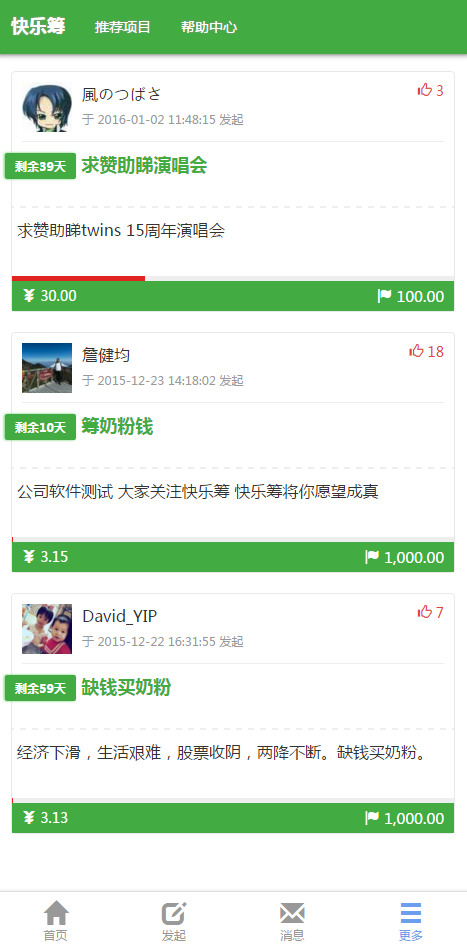 快乐筹 推荐项目 帮助中心
風のつばさ 3
于 2016-01-02 11:48:15 发起
剩余39天 求赞助睇演唱会
求赞助睇twins 15周年演唱会
¥ 30.00 100.00
詹健均 18
于 2015-12-23 14:18:02 发起
剩余10天 筹奶粉钱
公司软件测试 大家关注快乐筹 快乐筹将你愿望成真
¥ 3.15 1,000.00
David_YIP 7
于 2015-12-22 16:31:55 发起
剩余59天 缺钱买奶粉
经济下滑，生活艰难，股票收阴，两降不断。缺钱买奶粉。
¥ 3.13 1,000.00
首页 发起 消息 更多